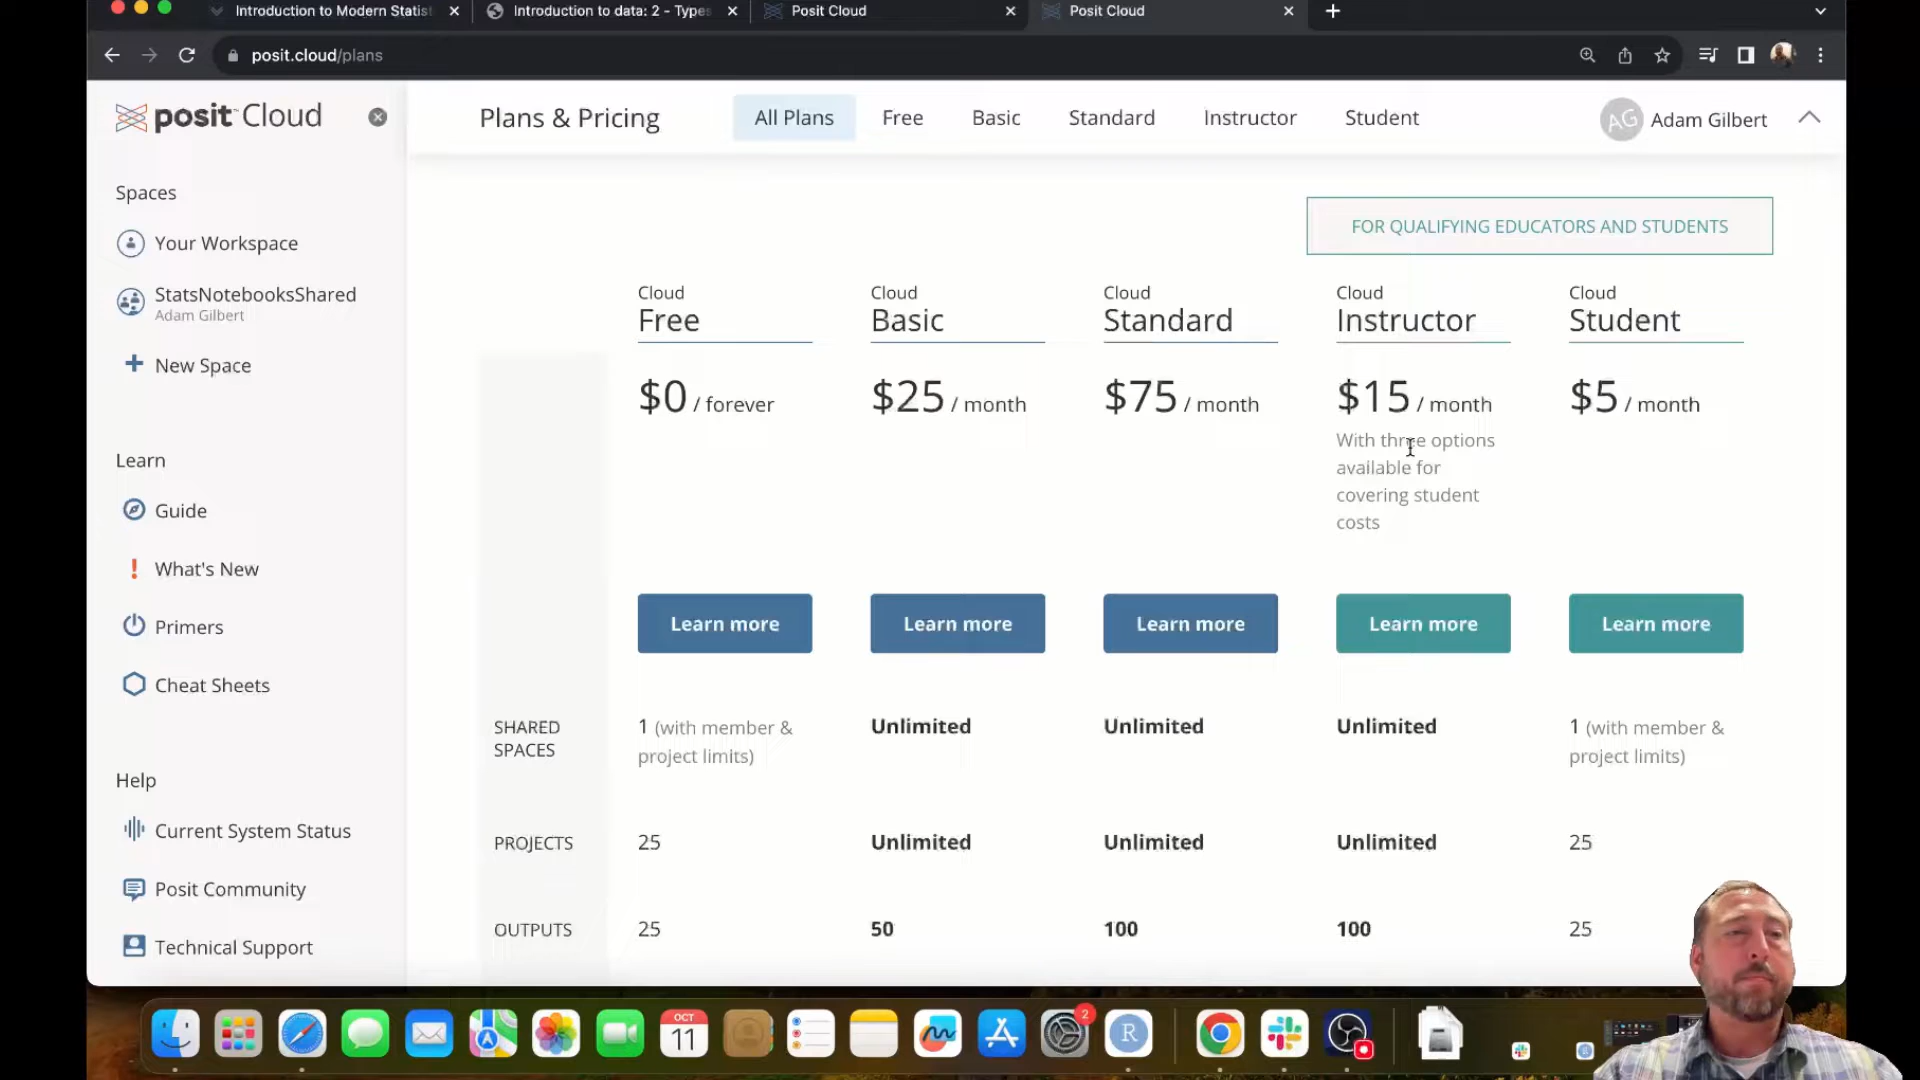 Introduction to Modern Statist
Introduction to data: 2 - Types
Posit Cloud
Posit Cloud
posit.cloud/plans
posit Cloud
Plans & Pricing
All Plans
Free
Basic
Standard
Instructor
Student
AG
Adam Gilbert
Spaces
Your Workspace
StatsNotebooksShared
Adam Gilbert
New Space
Learn
Guide
What's New
Primers
Cheat Sheets
Help
Current System Status
Posit Community
Technical Support
FOR QUALIFYING EDUCATORS AND STUDENTS
Cloud
Free
$0 / forever
Learn more
Cloud
Basic
$25 / month
Learn more
Cloud
Standard
$75 / month
Learn more
Cloud
Instructor
$15 / month
With three options
available for
covering student
costs
Learn more
Cloud
Student
$5 / month
Learn more
SHARED
SPACES
1 (with member &
project limits)
Unlimited
Unlimited
Unlimited
1 (with member &
project limits)
PROJECTS
25
Unlimited
Unlimited
Unlimited
25
OUTPUTS
25
50
100
100
25
OCT
11
2
R